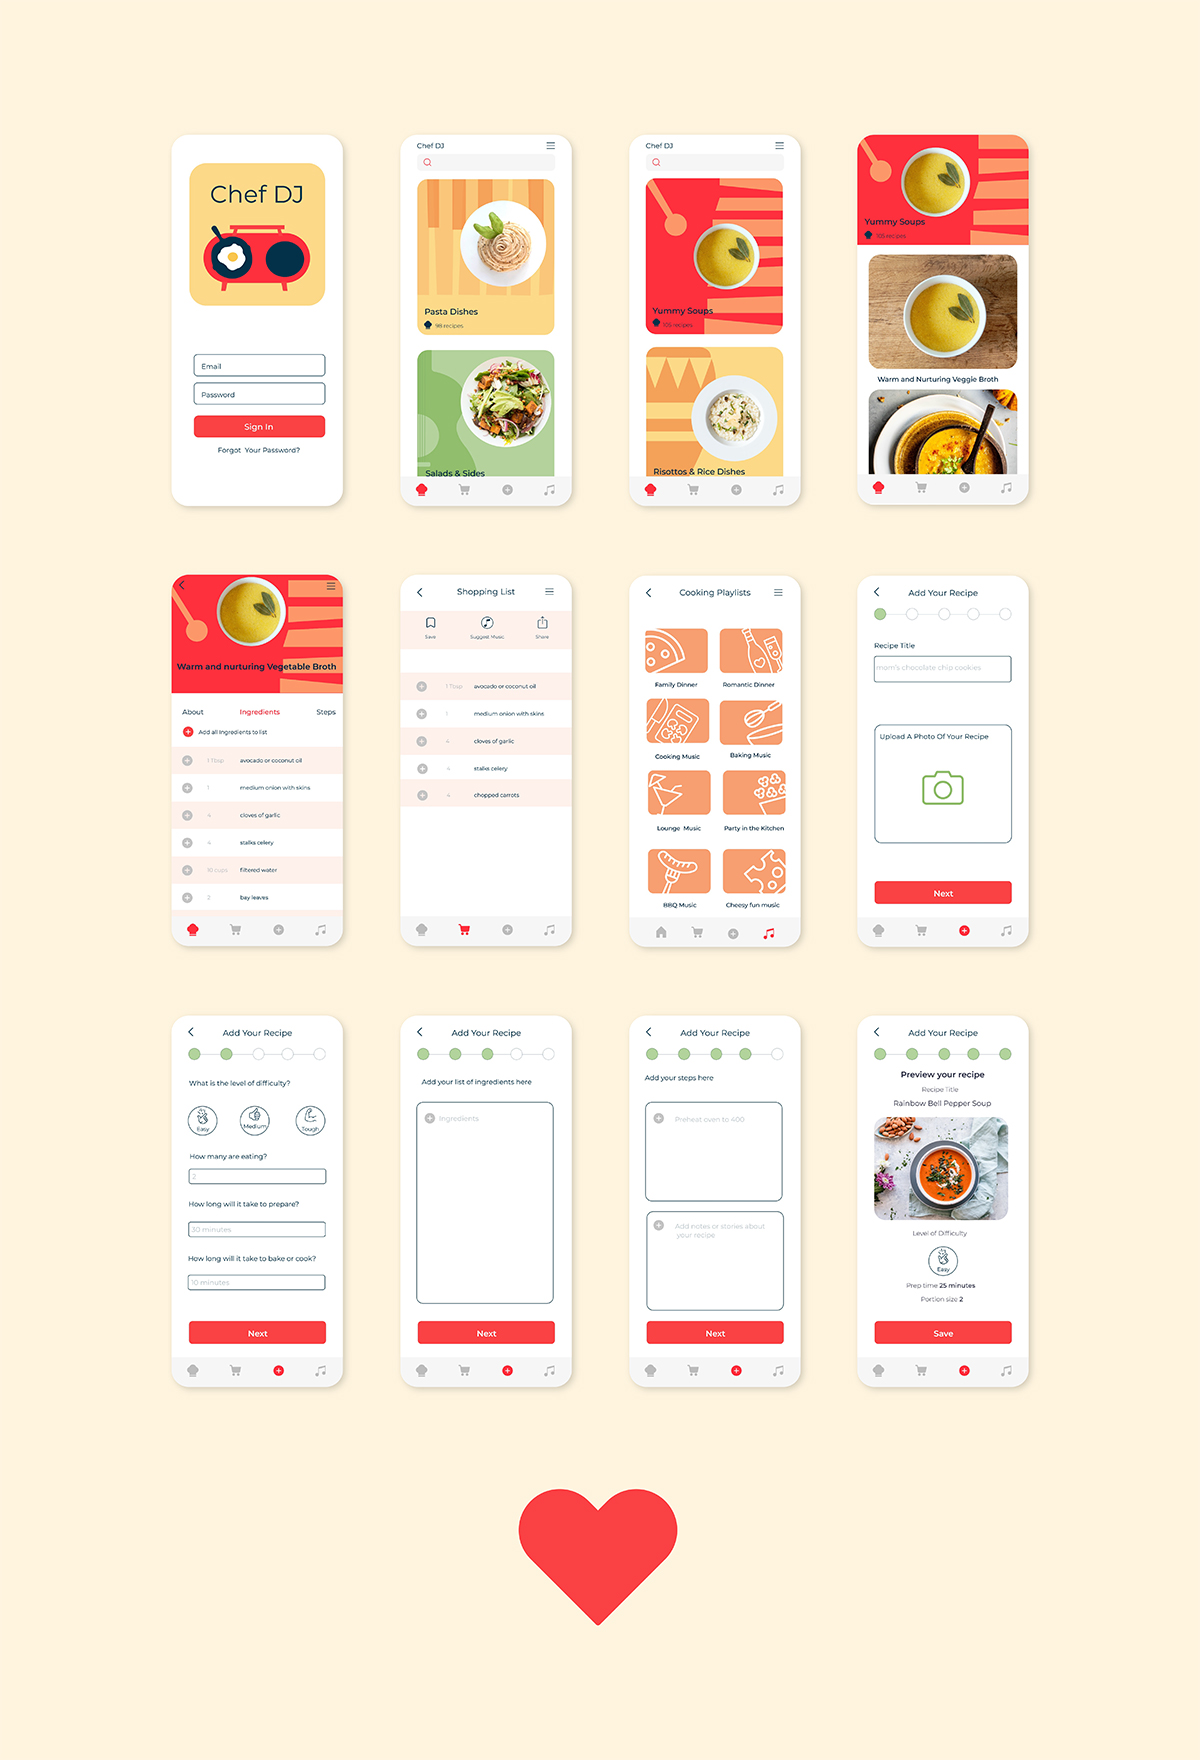 Chef DJ
Email
Password
Sign In
Forgot Your Password?
Chef DJ
Pasta Dishes
98 recipes
Salads & Sides
Chef DJ
Yummy Soups
105 recipes
Risottos & Rice Dishes
Yummy Soups
105 recipes
Warm and Nurturing Veggie Broth
Warm and nurturing Vegetable Broth
About Ingredients Steps
Add all Ingredients to list
1 Tbsp avocado or coconut oil
1 medium onion with skins
4 cloves of garlic
4 stalks celery
16 cups filtered water
2 bay leaves
Shopping List
Save Suggest Music Share
1 Tbsp avocado or coconut oil
1 medium onion with skins
4 cloves of garlic
4 stalks celery
4 chopped carrots
Cooking Playlists
Family Dinner Romantic Dinner
Cooking Music Baking Music
Lounge Music Party in the Kitchen
BBQ Music Cheesy fun music
Add Your Recipe
Recipe Title
mom's chocolate chip cookies
Upload A Photo Of Your Recipe
Next
Add Your Recipe
What is the level of difficulty?
Easy Medium Tough
How many are eating?
2
How long will it take to prepare?
30 minutes
How long will it take to bake or cook?
10 minutes
Next
Add Your Recipe
Add your list of ingredients here
Ingredients
Next
Add Your Recipe
Add your steps here
Preheat oven to 400
Add notes or stories about
your recipe
Next
Add Your Recipe
Preview your recipe
Recipe Title
Rainbow Bell Pepper Soup
Level of Difficulty
Easy
Prep time 25 minutes
Portion size 2
Save